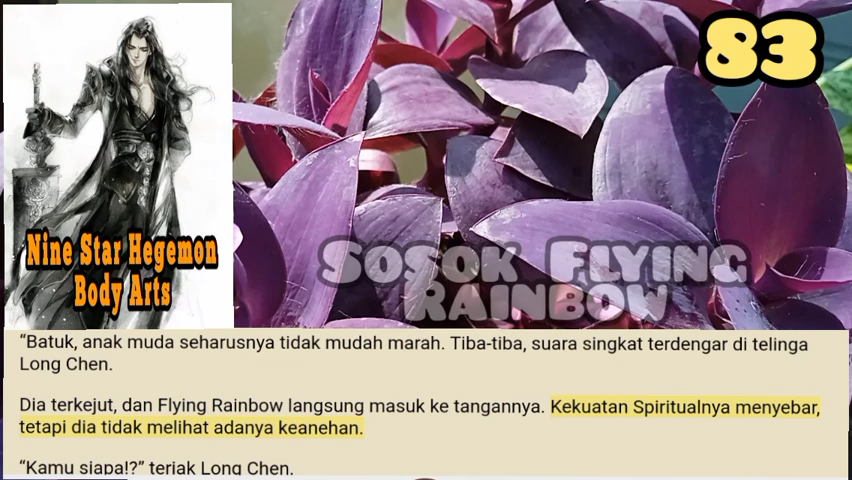 83
Nine Star Hegemon
Body Arts
Sosok Flying
Rainbow
“Batuk, anak muda seharusnya tidak mudah marah. Tiba-tiba, suara singkat terdengar di telinga
Long Chen.
Dia terkejut, dan Flying Rainbow langsung masuk ke tangannya. Kekuatan Spiritualnya menyebar,
tetapi dia tidak melihat adanya keanehan.
“Kamu siapa!?” teriak Long Chen.